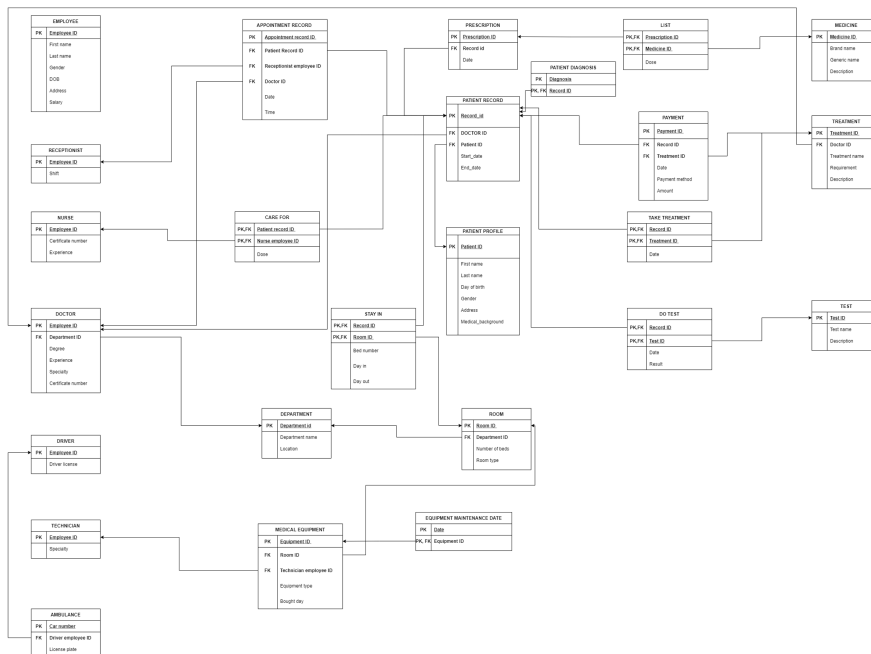 EMPLOYEE
PK Employee ID
First name
Last name
Gender
DOB
Address
Salary
APPOINTMENT RECORD
PK Appointment record ID
FK Patient Record ID
FK Receptionist employee ID
FK Doctor ID
Date
Time
PRESCRIPTION
PK Prescription ID
FK Record id
Date
LIST
PK,FK Prescription ID
PK,FK Medicine ID
Dose
MEDICINE
PK Medicine ID
Brand name
Generic name
Description
PATIENT DIAGNOSIS
PK Diagnosis
PK, FK Record ID
PATIENT RECORD
PK Record_id
FK DOCTOR ID
FK Patient ID
Start_date
End_date
PAYMENT
PK Payment ID
FK Record ID
FK Treatment ID
Date
Payment method
Amount
TREATMENT
PK Treatment ID
FK Doctor ID
Treatment name
Requirement
Description
RECEPTIONIST
PK Employee ID
Shift
NURSE
PK Employee ID
Certificate number
Experience
CARE FOR
PK,FK Patient record ID
PK,FK Nurse employee ID
Dose
PATIENT PROFILE
PK Patient ID
First name
Last name
Day of birth
Gender
Address
Medical_background
TAKE TREATMENT
PK,FK Record ID
PK,FK Treatment ID
Date
DOCTOR
PK Employee ID
FK Department ID
Degree
Experience
Specialty
Certificate number
STAY IN
PK,FK Record ID
PK,FK Room ID
Bed number
Day in
Day out
DO TEST
PK,FK Record ID
PK,FK Test ID
Date
Result
TEST
PK Test ID
Test name
Description
DEPARTMENT
PK Department id
Department name
Location
ROOM
PK Room ID
FK Department ID
Number of beds
Room type
DRIVER
PK Employee ID
Driver license
TECHNICIAN
PK Employee ID
Specialty
MEDICAL EQUIPMENT
PK Equipment ID
FK Room ID
FK Technician employee ID
Equipment type
Bought day
EQUIPMENT MAINTENANCE DATE
PK Date
PK, FK Equipment ID
AMBULANCE
PK Car number
FK Driver employee ID
License plate